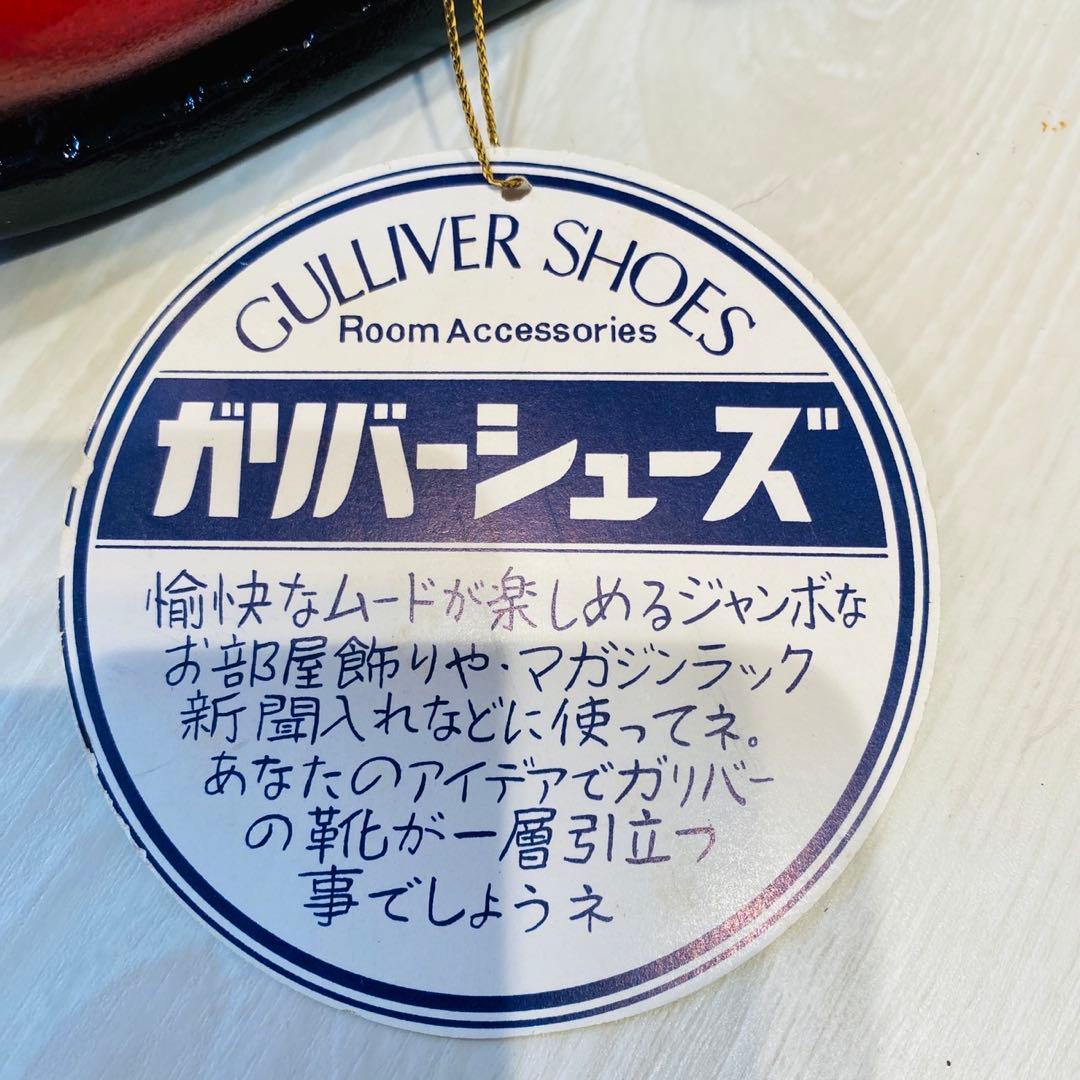 GULLIVER SHOES
Room Accessories
ガリバーシューズ
愉快なムードが楽しめるジャンボな
お部屋飾りや・マガジンラック
新聞入れなどに使ってネ。
あなたのアイデアでガリバー
の靴が一層引立つ
事でしょうネ